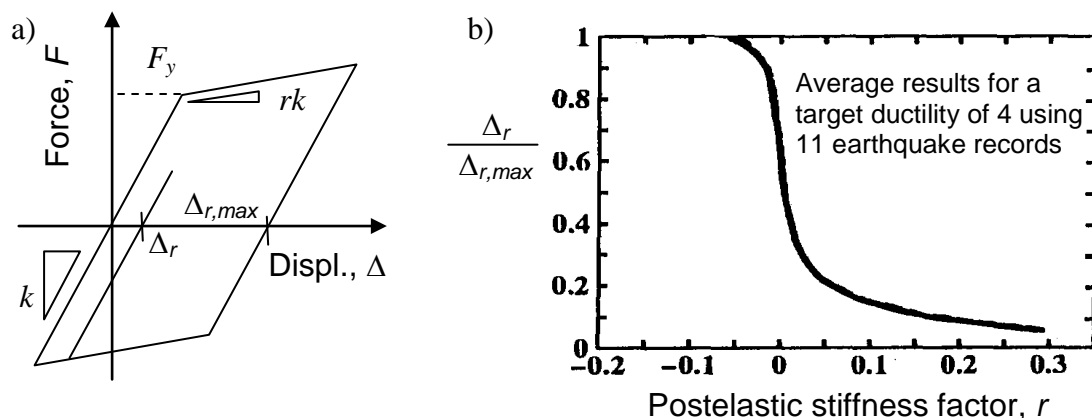 a)
Force, F
F_y
rk
Δ_{r,max}
Δ_r
Displ., Δ
k
b)
Δ_r
Δ_{r,max}
1
0.8
0.6
0.4
0.2
0
Average results for a
target ductility of 4 using
11 earthquake records
−0.2 −0.1 0 0.1 0.2 0.3
Postelastic stiffness factor, r